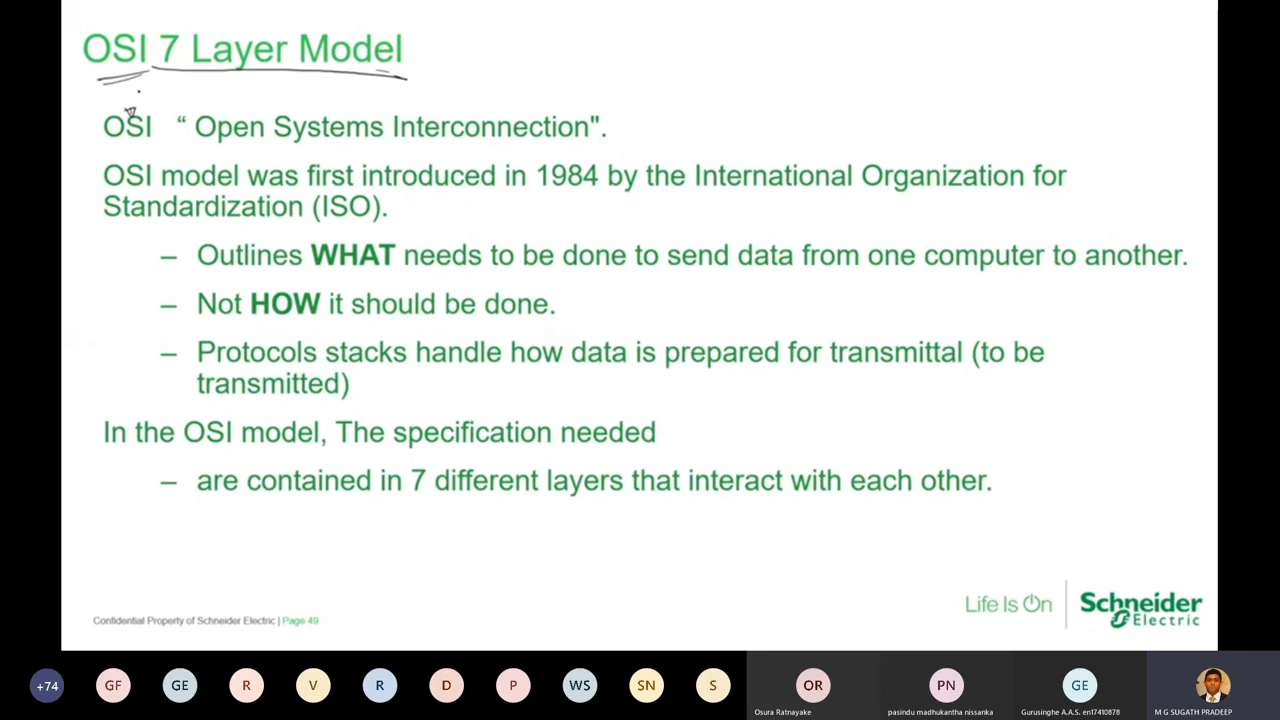 OSI 7 Layer Model
OSI “ Open Systems Interconnection".
OSI model was first introduced in 1984 by the International Organization for
Standardization (ISO).
– Outlines WHAT needs to be done to send data from one computer to another.
– Not HOW it should be done.
– Protocols stacks handle how data is prepared for transmittal (to be
transmitted)
In the OSI model, The specification needed
– are contained in 7 different layers that interact with each other.
Life Is On
Schneider
Electric
Confidential Property of Schneider Electric | Page 49
+74 GF GE R V R D P WS SN S OR PN GE
Osura Ratnayake pasindu madhukantha nissanka Gurusinghe A.A.S. en17410878 M G SUGATH PRADEEP